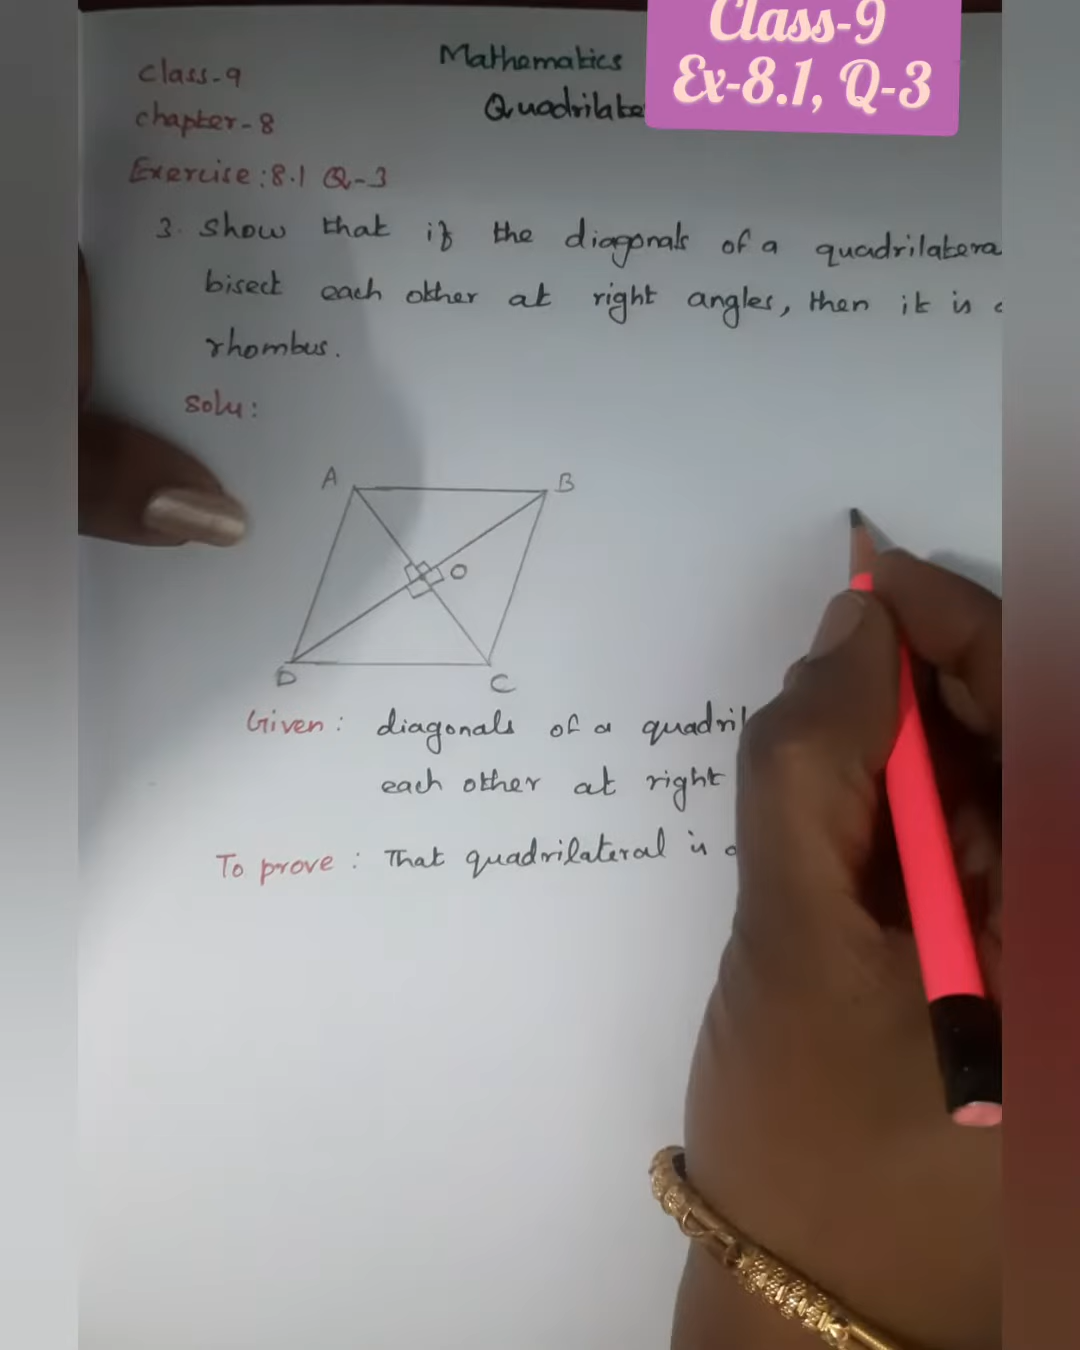 Class-9
Ex-8.1, Q-3
Mathematics
class-9
chapter-8
Exercise: 8.1 Q-3
3. Show that if the diagonals of a quadrilatera
bisect each other at right angles, then it is
rhombus.
Solu:
A
B
O
D
C
Given: diagonals of a
each other at right
To prove: That quadrilateral is